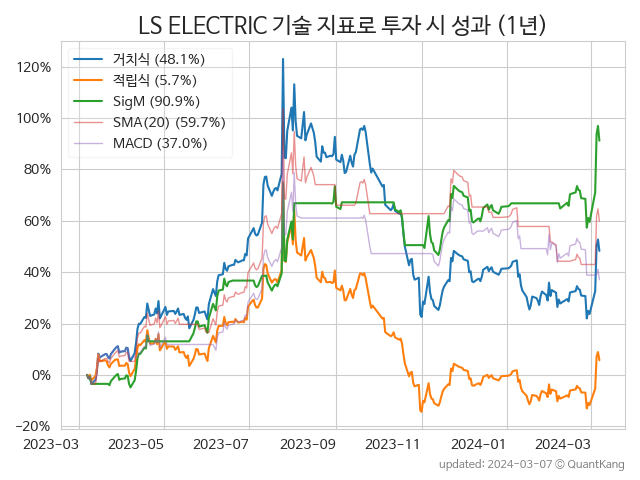 LS ELECTRIC 기술 지표로 투자 시 성과 (1년)
거치식 (48.1%)
적립식 (5.7%)
SigM (90.9%)
SMA(20) (59.7%)
MACD (37.0%)
120%
100%
80%
60%
40%
20%
0%
−20%
2023-03 2023-05 2023-07 2023-09 2023-11 2024-01 2024-03
updated: 2024-03-07 © QuantKang